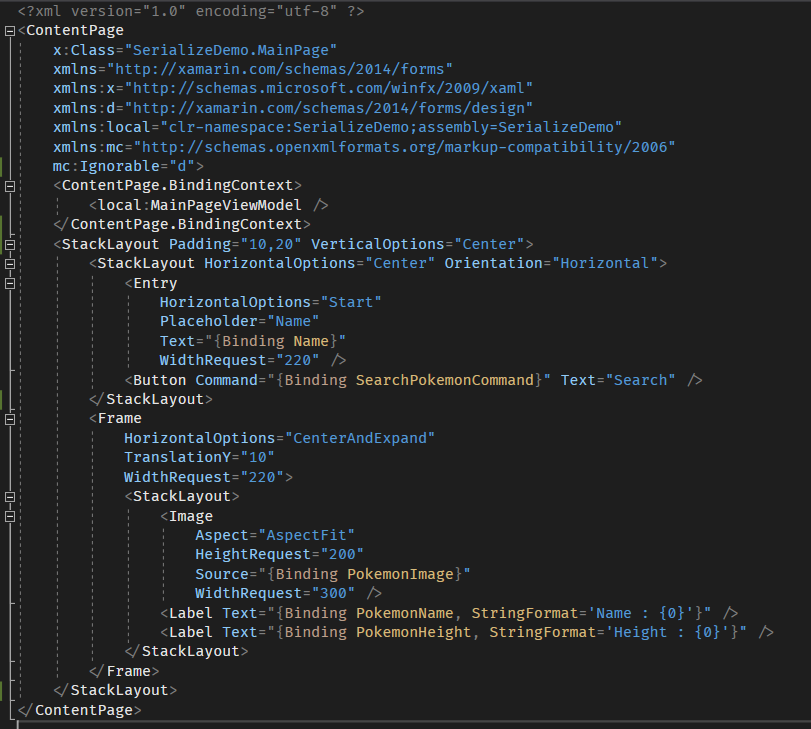 <?xml version="1.0" encoding="utf-8" ?>
<ContentPage
    x:Class="SerializeDemo.MainPage"
    xmlns="http://xamarin.com/schemas/2014/forms"
    xmlns:x="http://schemas.microsoft.com/winfx/2009/xaml"
    xmlns:d="http://xamarin.com/schemas/2014/forms/design"
    xmlns:local="clr-namespace:SerializeDemo;assembly=SerializeDemo"
    xmlns:mc="http://schemas.openxmlformats.org/markup-compatibility/2006"
    mc:Ignorable="d">
    <ContentPage.BindingContext>
        <local:MainPageViewModel />
    </ContentPage.BindingContext>
    <StackLayout Padding="10,20" VerticalOptions="Center">
        <StackLayout HorizontalOptions="Center" Orientation="Horizontal">
            <Entry
                HorizontalOptions="Start"
                Placeholder="Name"
                Text="{Binding Name}"
                WidthRequest="220" />
            <Button Command="{Binding SearchPokemonCommand}" Text="Search" />
        </StackLayout>
        <Frame
            HorizontalOptions="CenterAndExpand"
            TranslationY="10"
            WidthRequest="220">
            <StackLayout>
                <Image
                    Aspect="AspectFit"
                    HeightRequest="200"
                    Source="{Binding PokemonImage}"
                    WidthRequest="300" />
                <Label Text="{Binding PokemonName, StringFormat='Name : {0}'}" />
                <Label Text="{Binding PokemonHeight, StringFormat='Height : {0}'}" />
            </StackLayout>
        </Frame>
    </StackLayout>
</ContentPage>